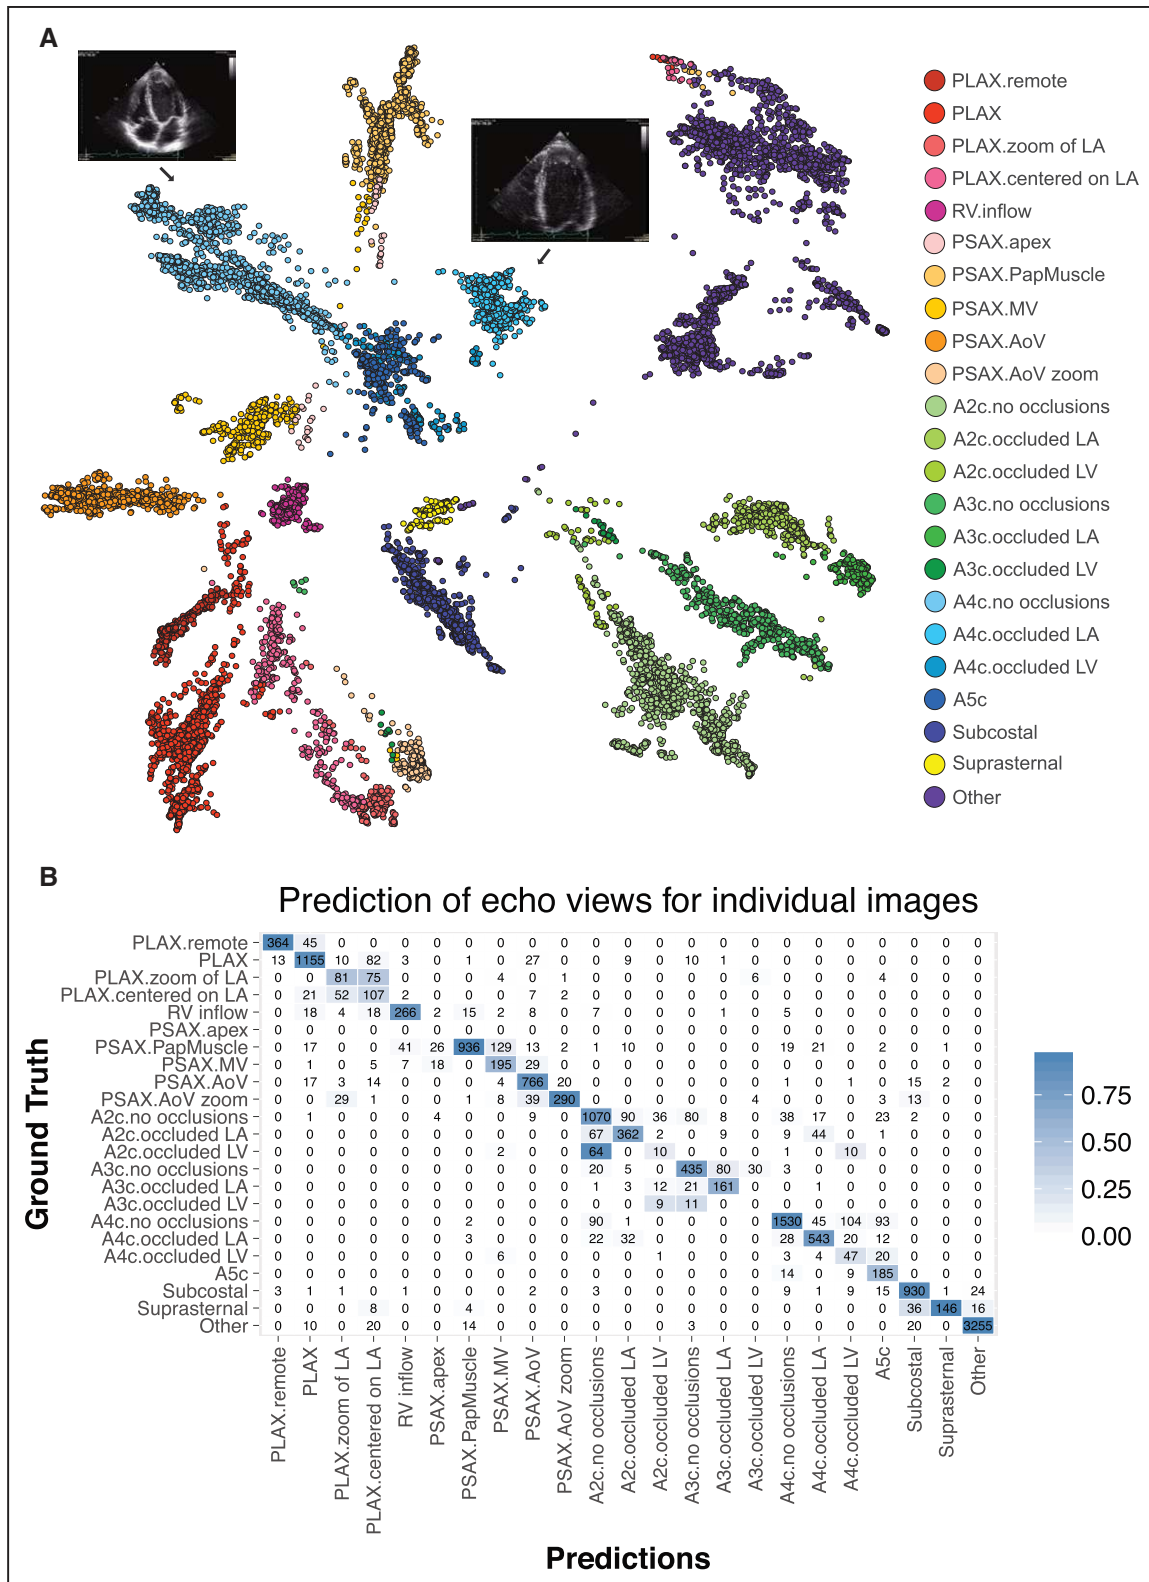 A
PLAX.remote
PLAX
PLAX.zoom of LA
PLAX.centered on LA
RV.inflow
PSAX.apex
PSAX.PapMuscle
PSAX.MV
PSAX.AoV
PSAX.AoV zoom
A2c.no occlusions
A2c.occluded LA
A2c.occluded LV
A3c.no occlusions
A3c.occluded LA
A3c.occluded LV
A4c.no occlusions
A4c.occluded LA
A4c.occluded LV
A5c
Subcostal
Suprasternal
Other
B
Prediction of echo views for individual images
Ground Truth
PLAX.remote 364 45 0 0 0 0 0 0 0 0 0 0 0 0 0 0 0 0 0 0 0 0 0
PLAX 13 1155 10 82 3 0 1 0 27 0 0 9 0 10 1 0 0 0 0 0 0 0 0
PLAX.zoom of LA 0 0 81 75 0 0 0 4 0 1 0 0 0 0 0 6 0 0 0 4 0 0 0
PLAX.centered on LA 0 21 52 107 2 0 0 0 7 2 0 0 0 0 0 0 0 0 0 0 0 0 0
RV inflow 0 18 4 18 266 2 15 2 8 0 7 0 0 0 1 0 5 0 0 0 0 0 0
PSAX.apex 0 0 0 0 0 0 0 0 0 0 0 0 0 0 0 0 0 0 0 0 0 0 0
PSAX.PapMuscle 0 17 0 0 41 26 936 129 13 2 1 10 0 0 0 0 19 21 0 2 0 1 0
PSAX.MV 0 1 0 5 7 18 0 195 29 0 0 0 0 0 0 0 0 0 0 0 0 0 0
PSAX.AoV 0 17 3 14 0 0 0 4 766 20 0 0 0 0 0 0 1 0 1 0 15 2 0
PSAX.AoV zoom 0 0 29 1 0 0 1 8 39 290 0 0 0 0 0 4 0 0 0 3 13 0 0
A2c.no occlusions 0 1 0 0 0 4 0 0 9 0 1070 90 36 80 8 0 38 17 0 23 2 0 0
A2c.occluded LA 0 0 0 0 0 0 0 0 0 0 67 362 2 0 9 0 9 44 0 1 0 0 0
A2c.occluded LV 0 0 0 0 0 0 0 2 0 0 64 0 10 0 0 0 1 0 10 0 0 0 0
A3c.no occlusions 0 0 0 0 0 0 0 0 0 0 20 5 0 435 80 30 3 0 0 0 0 0 0
A3c.occluded LA 0 0 0 0 0 0 0 0 0 0 1 3 12 21 161 0 0 1 0 0 0 0 0
A3c.occluded LV 0 0 0 0 0 0 0 0 0 0 0 0 9 11 0 0 0 0 0 0 0 0 0
A4c.no occlusions 0 0 0 0 0 0 2 0 0 0 90 1 0 0 0 0 1530 45 104 93 0 0 0
A4c.occluded LA 0 0 0 0 0 0 3 0 0 0 22 32 0 0 0 0 28 543 20 12 0 0 0
A4c.occluded LV 0 0 0 0 0 0 0 6 0 0 0 0 1 0 0 0 3 4 47 20 0 0 0
A5c 0 0 0 0 0 0 0 0 0 0 0 0 0 0 0 0 14 0 9 185 0 0 0
Subcostal 3 1 1 0 1 0 0 0 2 0 3 0 0 0 0 0 9 1 9 15 930 1 24
Suprasternal 0 0 0 8 0 0 4 0 0 0 0 0 0 0 0 0 0 0 0 0 36 146 16
Other 0 10 0 20 0 0 14 0 0 0 0 0 0 3 0 0 0 0 0 0 20 0 3255
PLAX.remote
PLAX
PLAX.zoom of LA
PLAX.centered on LA
RV inflow
PSAX.apex
PSAX.PapMuscle
PSAX.MV
PSAX.AoV
PSAX.AoV zoom
A2c.no occlusions
A2c.occluded LA
A2c.occluded LV
A3c.no occlusions
A3c.occluded LA
A3c.occluded LV
A4c.no occlusions
A4c.occluded LA
A4c.occluded LV
A5c
Subcostal
Suprasternal
Other
Predictions
0.75
0.50
0.25
0.00